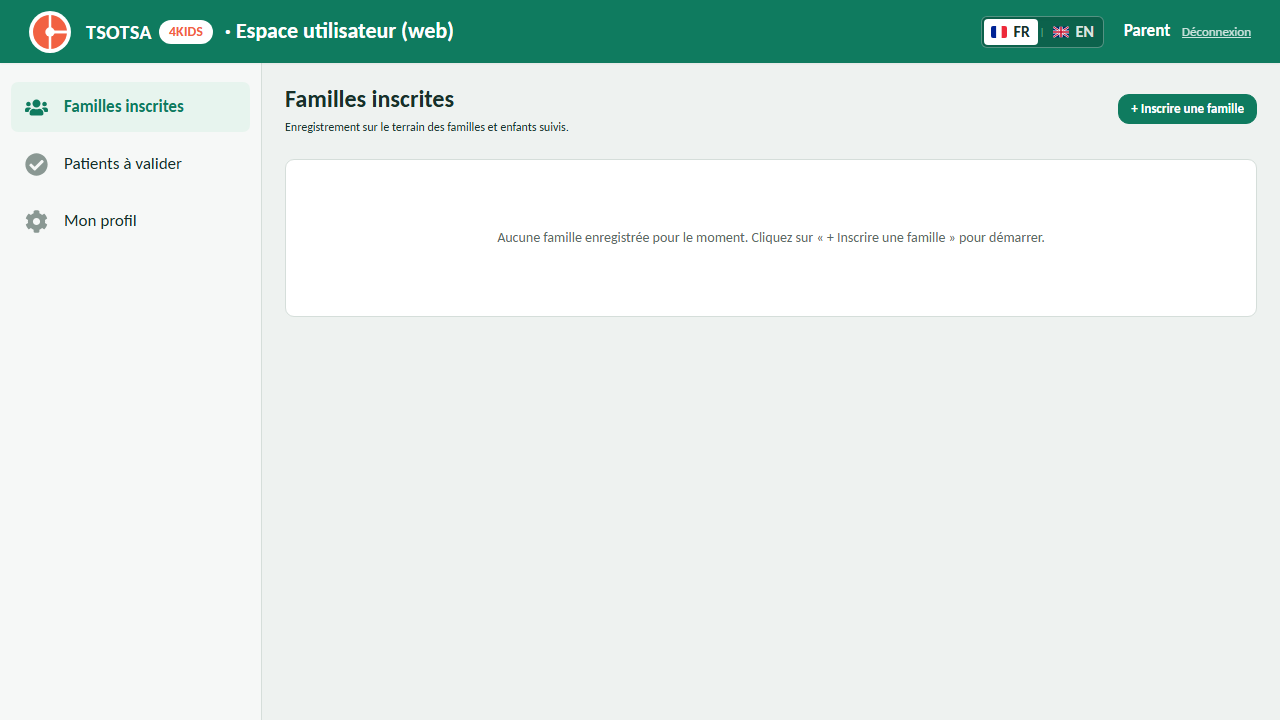 TSOTSA 4KIDS · Espace utilisateur (web)
FR | EN
Parent Déconnexion
Familles inscrites
Patients à valider
Mon profil
Familles inscrites
Enregistrement sur le terrain des familles et enfants suivis.
+ Inscrire une famille
Aucune famille enregistrée pour le moment. Cliquez sur « + Inscrire une famille » pour démarrer.